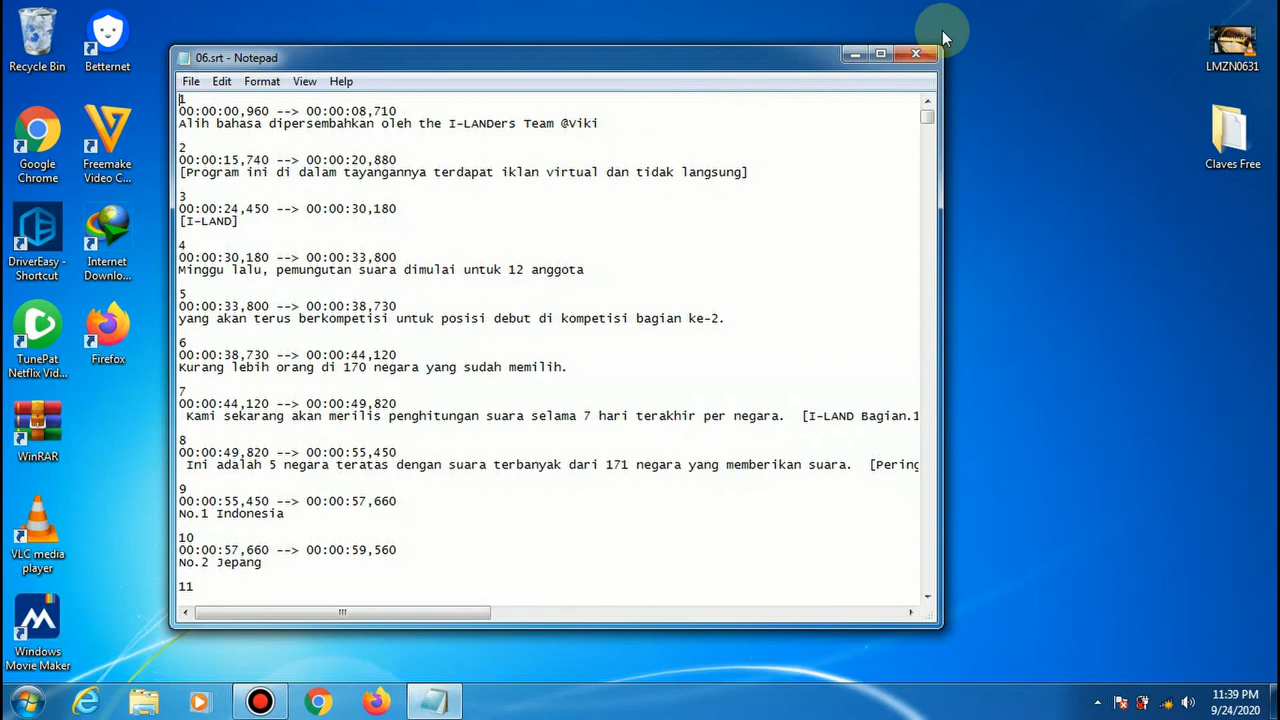 Recycle Bin
Betternet
Google Chrome
Freemake Video C...
DriverEasy - Shortcut
Internet Downlo...
TunePat Netflix Vid...
Firefox
WinRAR
VLC media player
Windows Movie Maker
LMZN0631
Claves Free
06.srt - Notepad
File Edit Format View Help
1
00:00:00,960 --> 00:00:08,710
Alih bahasa dipersembahkan oleh the I-LANDers Team @Viki
2
00:00:15,740 --> 00:00:20,880
[Program ini di dalam tayangannya terdapat iklan virtual dan tidak langsung]
3
00:00:24,450 --> 00:00:30,180
[I-LAND]
4
00:00:30,180 --> 00:00:33,800
Minggu lalu, pemungutan suara dimulai untuk 12 anggota
5
00:00:33,800 --> 00:00:38,730
yang akan terus berkompetisi untuk posisi debut di kompetisi bagian ke-2.
6
00:00:38,730 --> 00:00:44,120
Kurang lebih orang di 170 negara yang sudah memilih.
7
00:00:44,120 --> 00:00:49,820
Kami sekarang akan merilis penghitungan suara selama 7 hari terakhir per negara.  [I-LAND Bagian.1
8
00:00:49,820 --> 00:00:55,450
Ini adalah 5 negara teratas dengan suara terbanyak dari 171 negara yang memberikan suara.  [Pering
9
00:00:55,450 --> 00:00:57,660
No.1 Indonesia
10
00:00:57,660 --> 00:00:59,560
No.2 Jepang
11
11:39 PM
9/24/2020